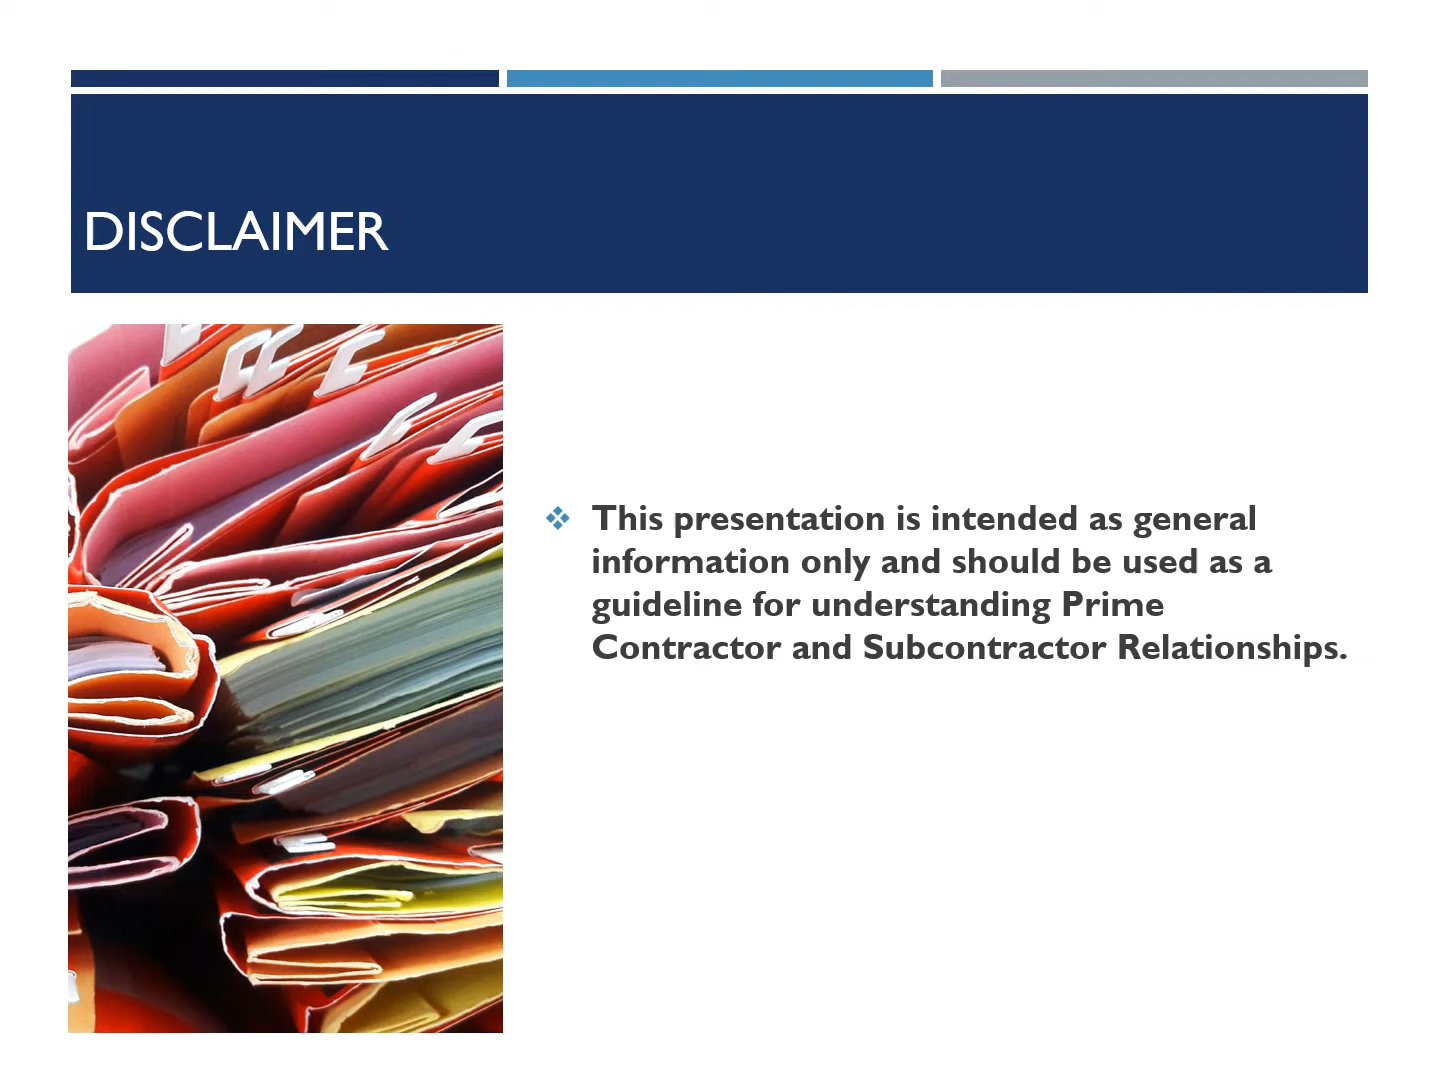 DISCLAIMER
❖ This presentation is intended as general
information only and should be used as a
guideline for understanding Prime
Contractor and Subcontractor Relationships.